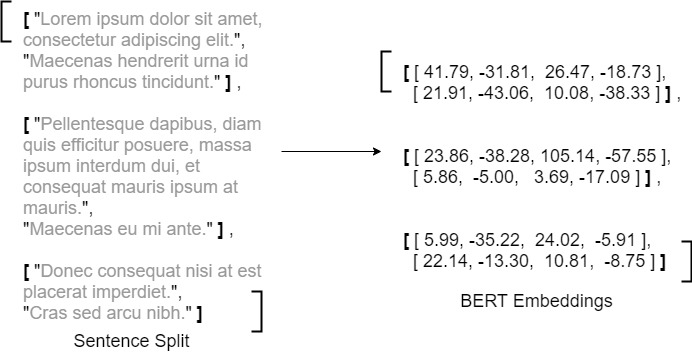 [
[ "Lorem ipsum dolor sit amet,
consectetur adipiscing elit.",
"Maecenas hendrerit urna id
purus rhoncus tincidunt." ] ,
[ "Pellentesque dapibus, diam
quis efficitur posuere, massa
ipsum interdum dui, et
consequat mauris ipsum at
mauris.",
"Maecenas eu mi ante." ] ,
[ "Donec consequat nisi at est
placerat imperdiet.",
"Cras sed arcu nibh." ]
]
Sentence Split
[
[ [ 41.79, -31.81, 26.47, -18.73 ],
[ 21.91, -43.06, 10.08, -38.33 ] ] ,
[ [ 23.86, -38.28, 105.14, -57.55 ],
[ 5.86, -5.00, 3.69, -17.09 ] ] ,
[ [ 5.99, -35.22, 24.02, -5.91 ],
[ 22.14, -13.30, 10.81, -8.75 ] ]
]
BERT Embeddings